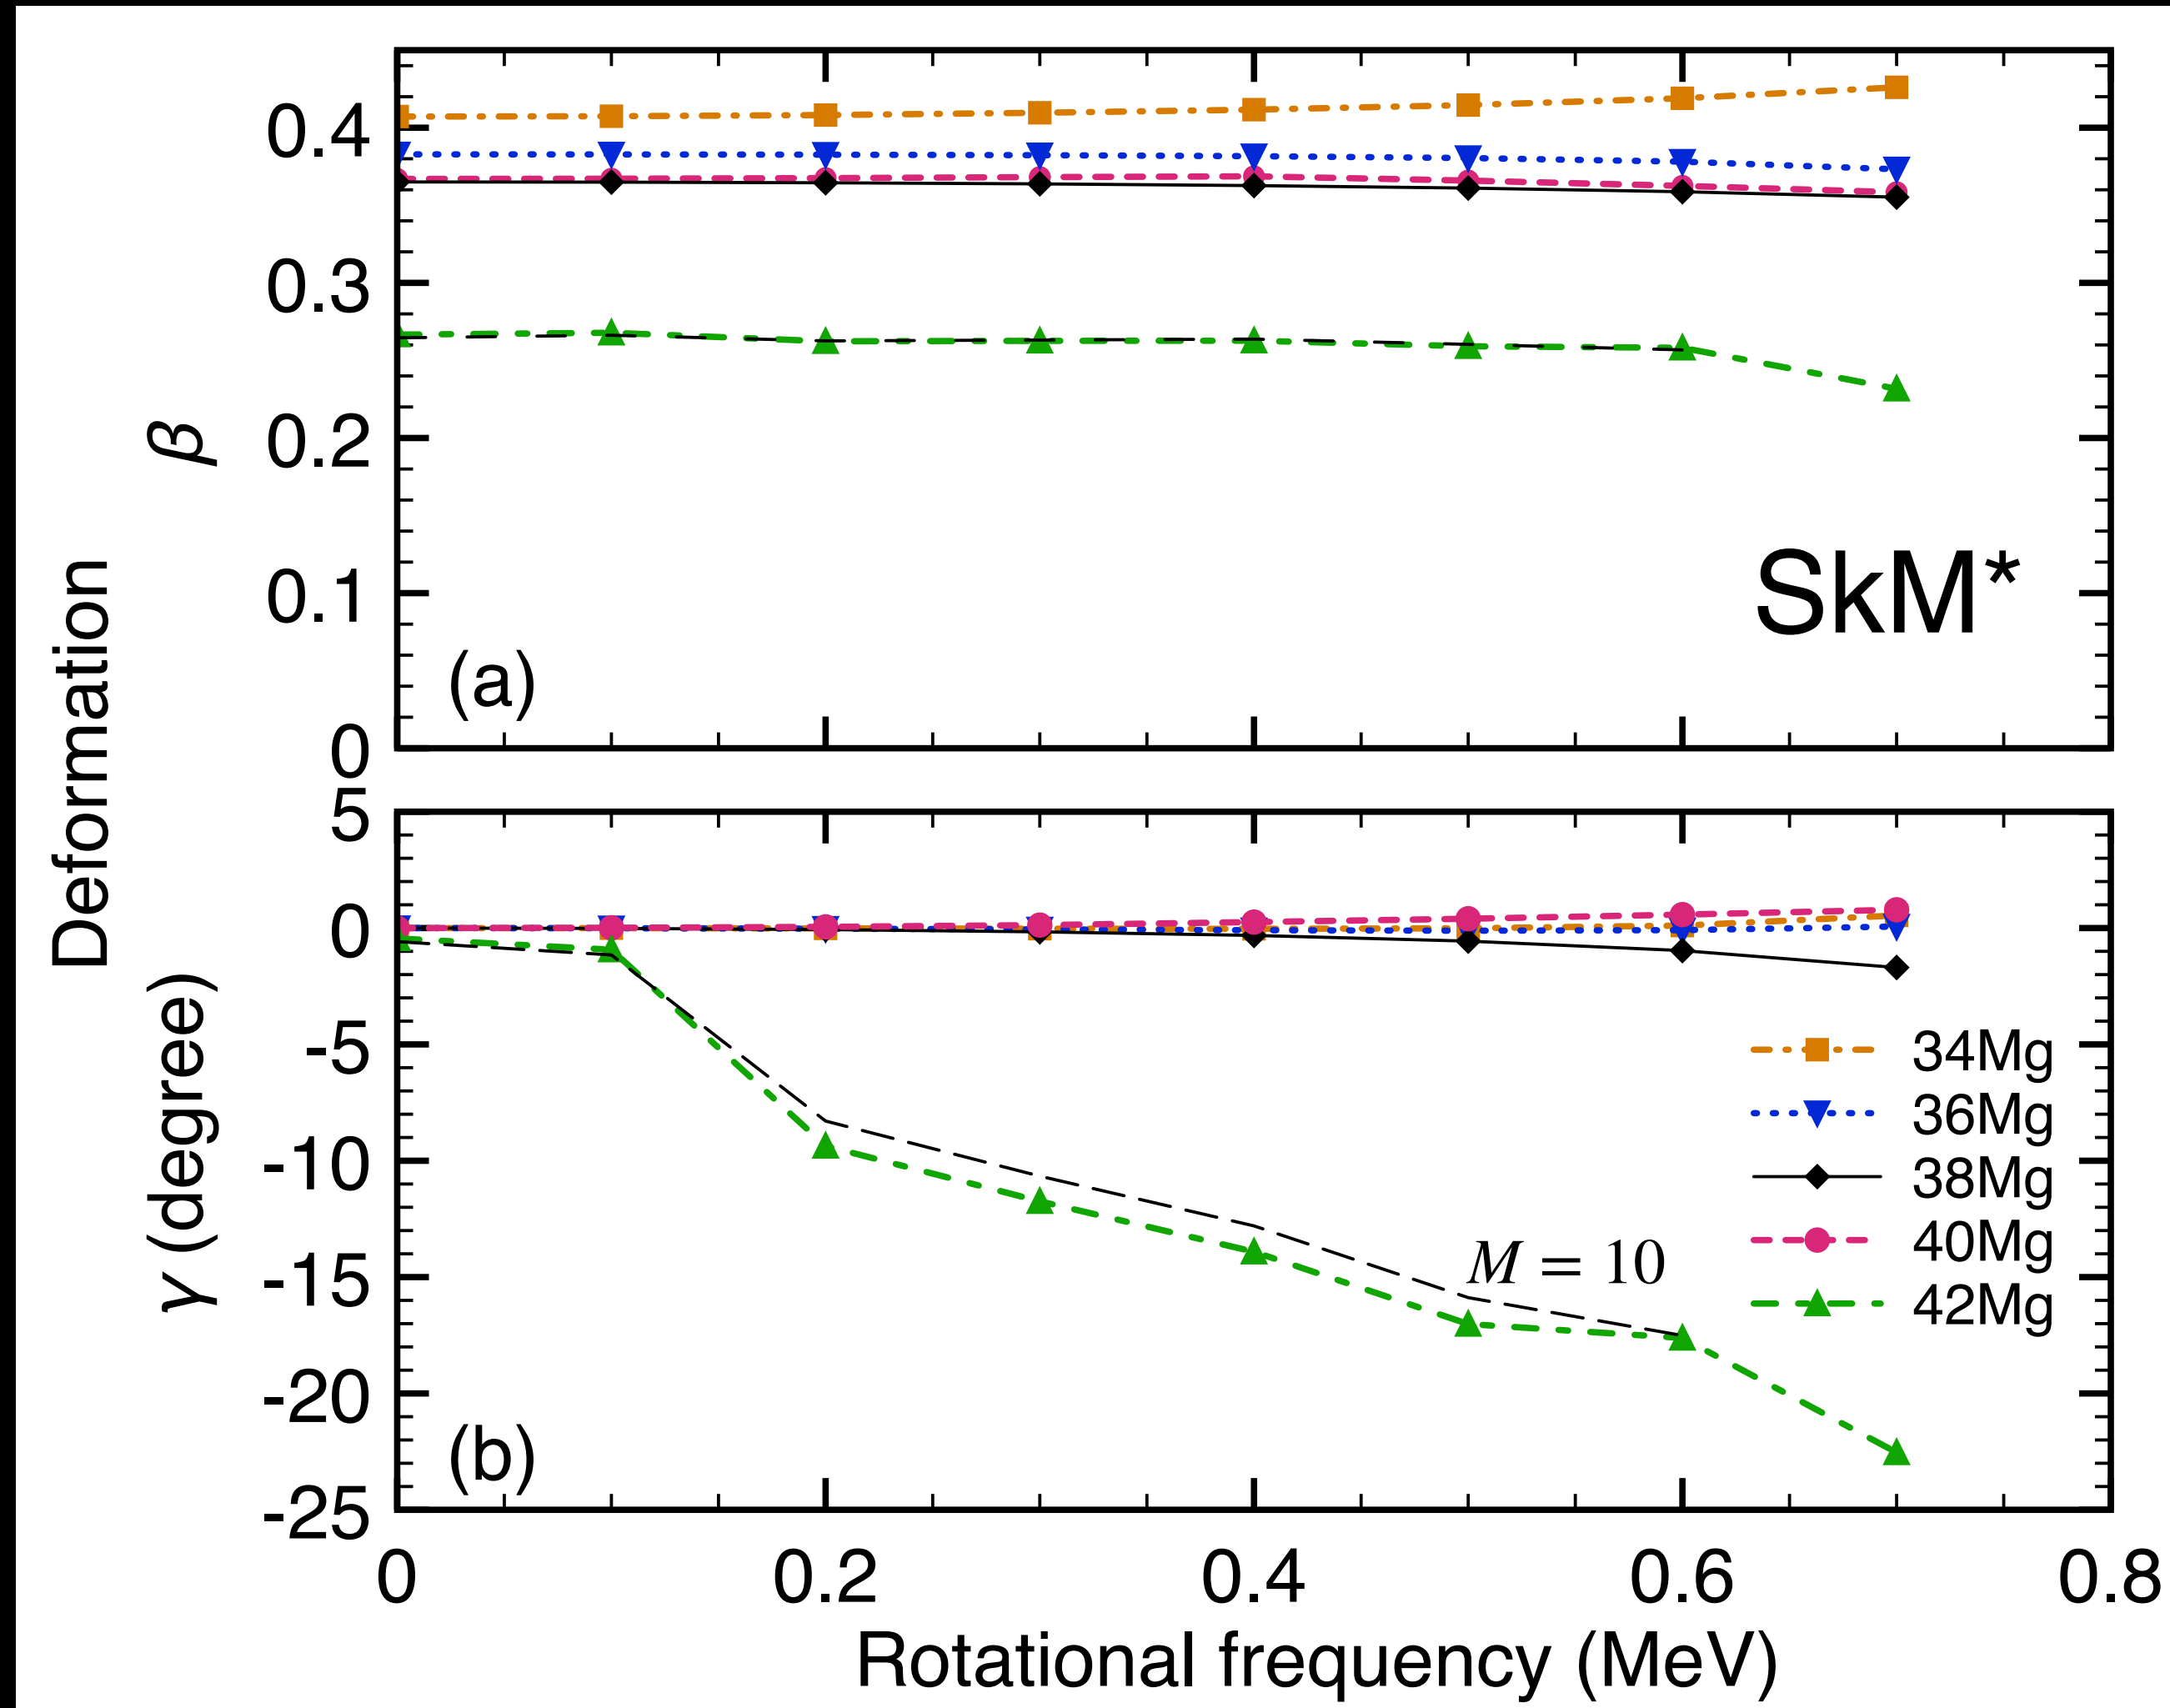 Deformation
β
0.4
0.3
0.2
0.1
0
(a)
SkM*
γ (degree)
5
0
-5
-10
-15
-20
-25
(b)
M = 10
34Mg
36Mg
38Mg
40Mg
42Mg
0 0.2 0.4 0.6 0.8
Rotational frequency (MeV)